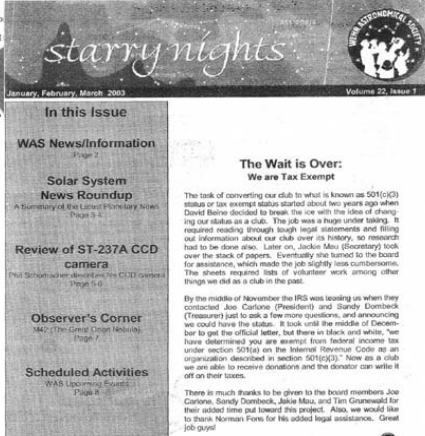 starry nights
WEHR ASTRONOMICAL SOCIETY
January, February, March 2003
Volume 22, Issue 1
In this Issue
WAS News/Information
Page 2
Solar System
News Roundup
A Summary of the Latest Planetary News
Page 3-4
Review of ST-237A CCD
camera
Phil Schumacher describes his CCD camera
Page 5-6
Observer's Corner
M42 (The Great Orion Nebula)
Page 7
Scheduled Activities
WAS Upcoming Events
Page 8
The Wait is Over:
We are Tax Exempt
The task of converting our club to what is known as 501(c)(3)
status or tax exempt status started about two years ago when
David Beine decided to break the ice with the idea of chang-
ing our status as a club. The job was a huge under taking. It
required reading through tough legal statements and filling
out information about our club over its history, so research
had to be done also. Later on, Jackie Mau (Secretary) took
over the stack of papers. Eventually she turned to the board
for assistance, which made the job slightly less cumbersome.
The sheets required lists of volunteer work among other
things we did as a club in the past.
By the middle of November the IRS was teasing us when they
contacted Joe Carlone (President) and Sandy Dombeck
(Treasurer) just to ask a few more questions, and announcing
we could have the status. It took until the middle of Decem-
ber to get the official letter, but there in black and white, "we
have determined you are exempt from federal income tax
under section 501(a) on the Internal Revenue Code as an
organization described in section 501(c)(3)." Now as a club
we are able to receive donations and the donator can write it
off on their taxes.
There is much thanks to be given to the board members Joe
Carlone, Sandy Dombeck, Jakie Mau, and Tim Grunewald for
their added time put toward this project. Also, we would like
to thank Norman Fons for his added legal assistance. Great
job guys!